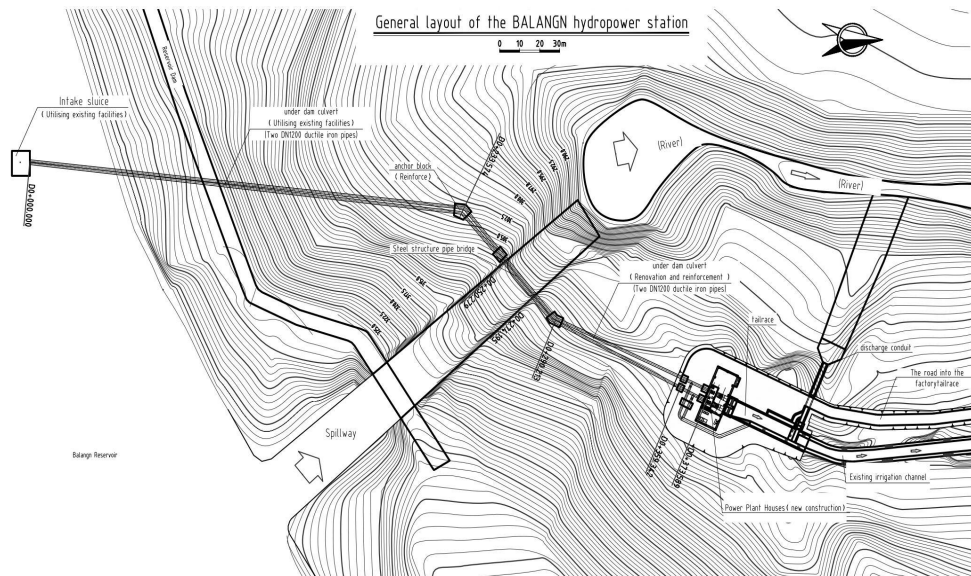 General layout of the BALANGN hydropower station
0 10 20 30m
Reservoir Dam
Intake sluice
( Utilising existing facilities)
under dam culvert
( Utilising existing facilities)
(Two DN1200 ductile iron pipes)
D0+000.000
anchor block
(Reinforce)
D0+233.574
(River)
(River)
Steel structure pipe bridge
under dam culvert
( Renovation and reinforcement )
(Two DN1200 ductile iron pipes)
tailrace
discharge conduit
The road into the
factorytailrace
Spillway
Balangn Reservoir
Existing irrigation channel
Power Plant Houses( new construction)